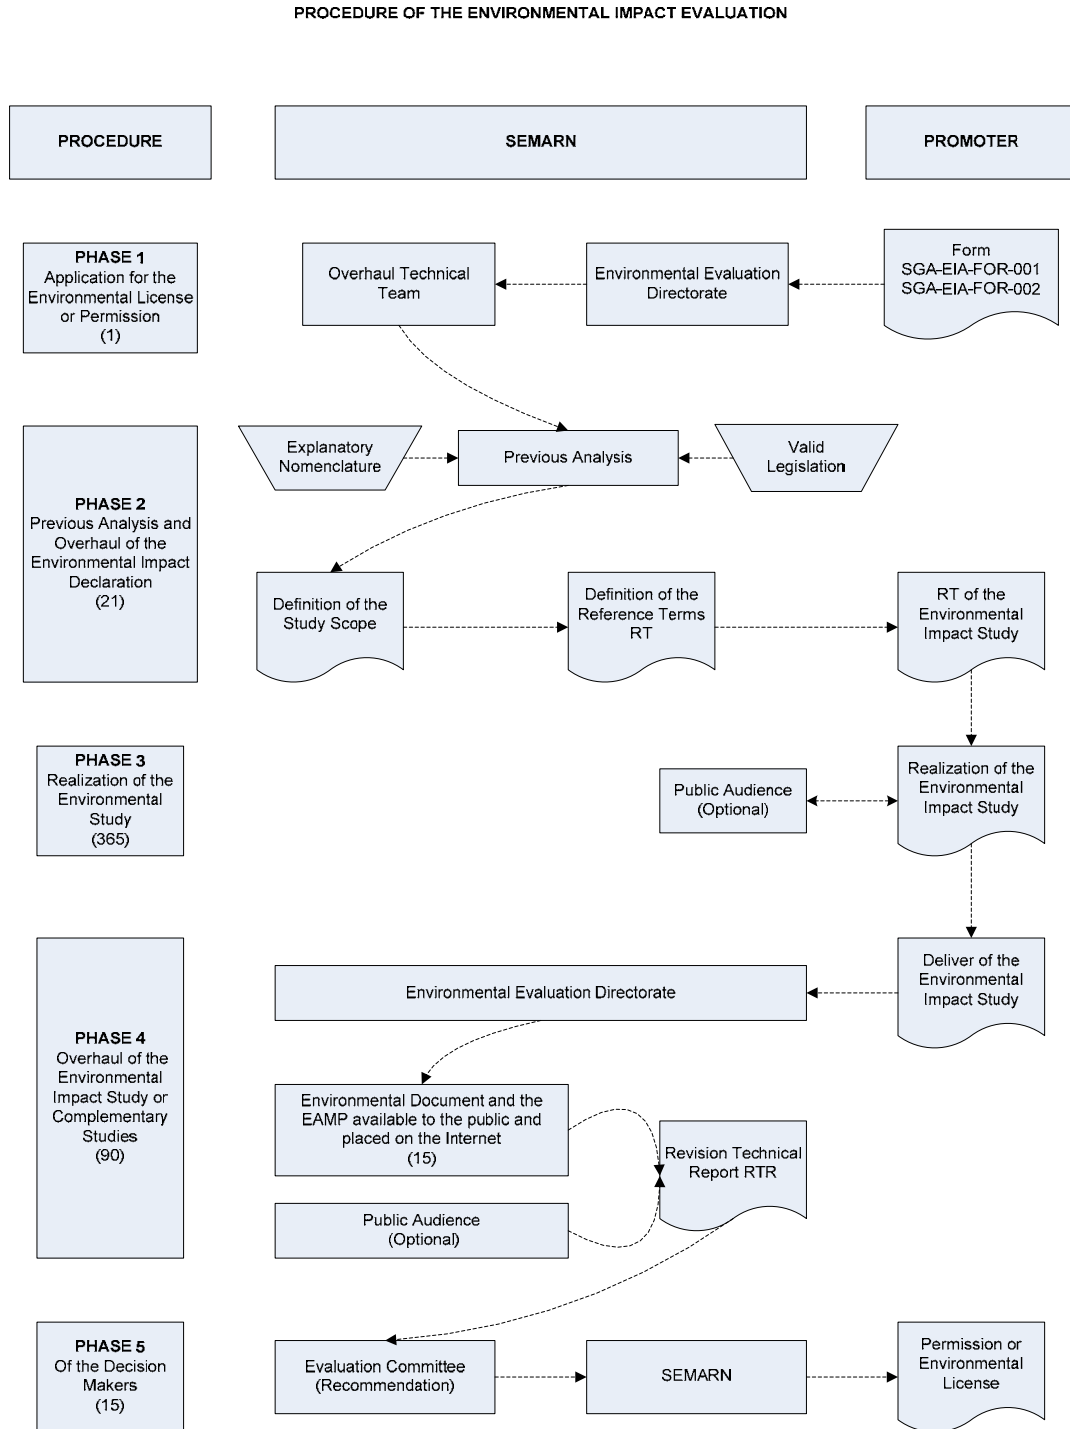 PROCEDURE OF THE ENVIRONMENTAL IMPACT EVALUATION
PROCEDURE
SEMARN
PROMOTER
PHASE 1
Application for the
Environmental License
or Permission
(1)
Overhaul Technical
Team
Environmental Evaluation
Directorate
Form
SGA-EIA-FOR-001
SGA-EIA-FOR-002
PHASE 2
Previous Analysis and
Overhaul of the
Environmental Impact
Declaration
(21)
Explanatory
Nomenclature
Previous Analysis
Valid
Legislation
Definition of the
Study Scope
Definition of the
Reference Terms
RT
RT of the
Environmental
Impact Study
PHASE 3
Realization of the
Environmental
Study
(365)
Public Audience
(Optional)
Realization of the
Environmental
Impact Study
PHASE 4
Overhaul of the
Environmental
Impact Study or
Complementary
Studies
(90)
Environmental Evaluation Directorate
Deliver of the
Environmental
Impact Study
Environmental Document and the
EAMP available to the public and
placed on the Internet
(15)
Revision Technical
Report RTR
Public Audience
(Optional)
PHASE 5
Of the Decision
Makers
(15)
Evaluation Committee
(Recommendation)
SEMARN
Permission or
Environmental
License